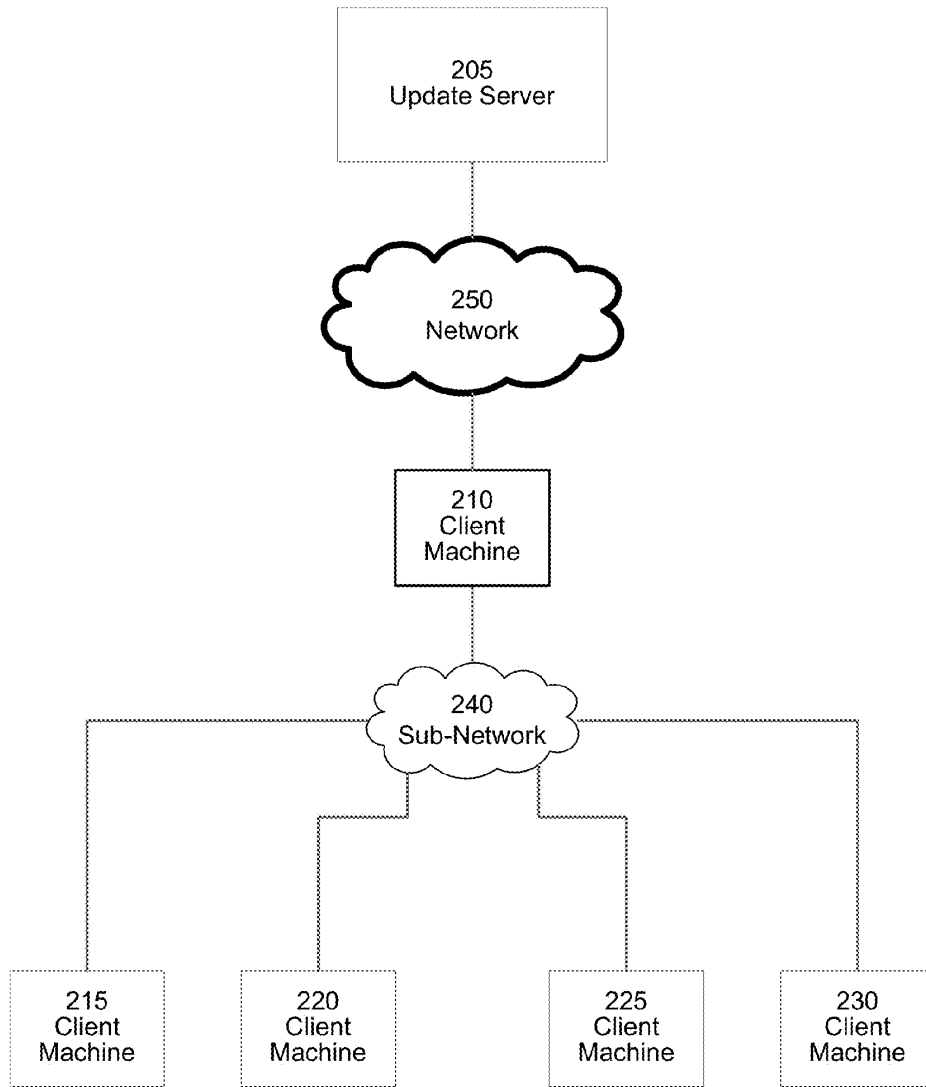 205
Update Server
250
Network
210
Client
Machine
240
Sub-Network
215
Client
Machine
220
Client
Machine
225
Client
Machine
230
Client
Machine